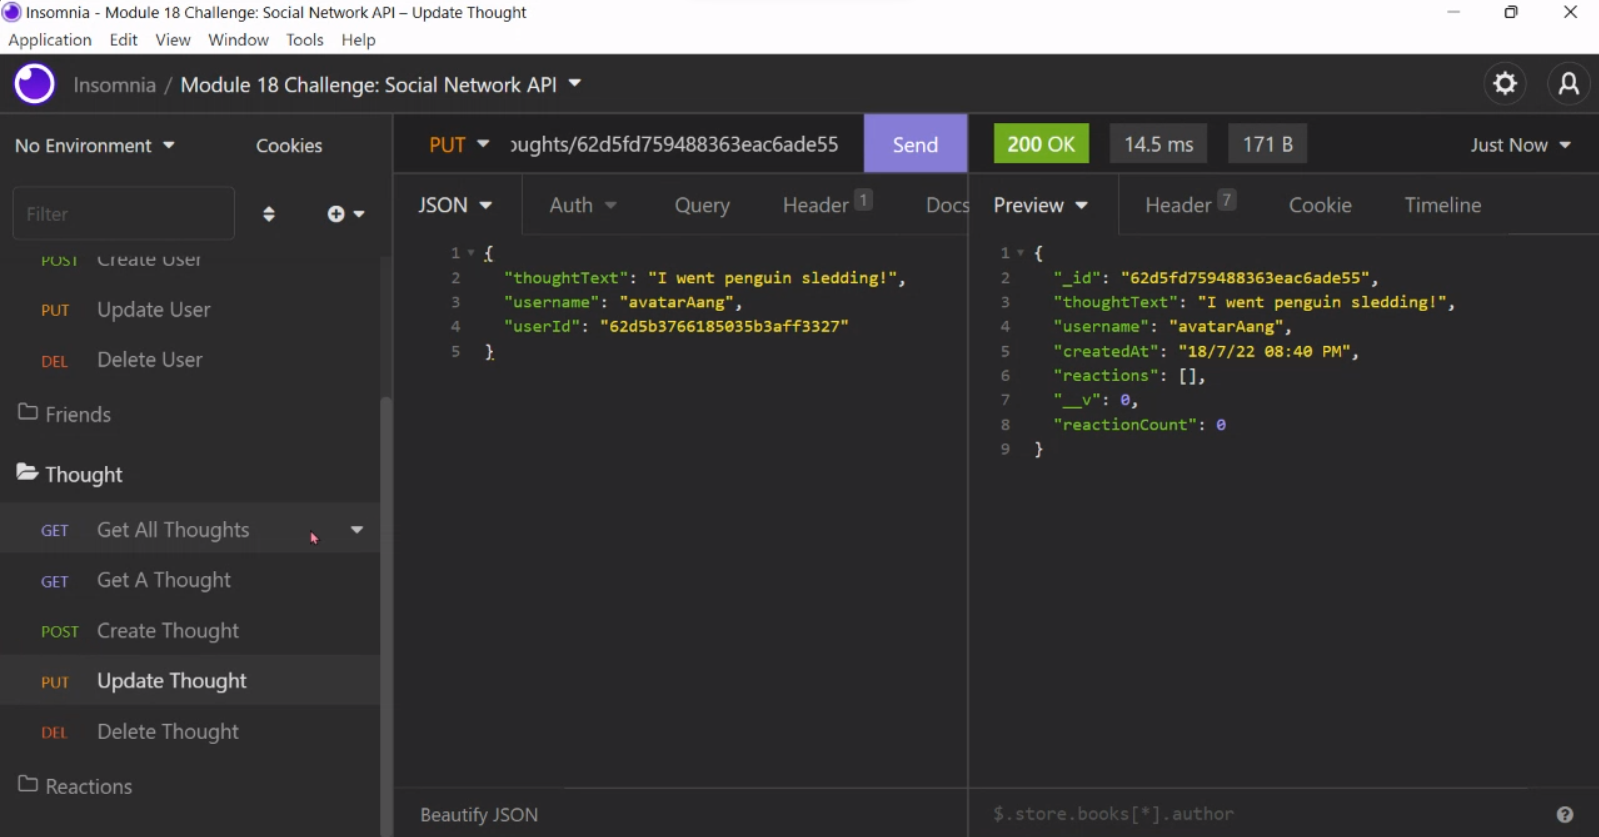 Insomnia - Module 18 Challenge: Social Network API – Update Thought
Application Edit View Window Tools Help
Insomnia / Module 18 Challenge: Social Network API
No Environment Cookies
PUT oughts/62d5fd759488363eac6ade55 Send
200 OK 14.5 ms 171 B Just Now
Filter
JSON Auth Query Header 1 Docs
Preview Header 7 Cookie Timeline
POST Create User
PUT Update User
DEL Delete User
Friends
Thought
GET Get All Thoughts
GET Get A Thought
POST Create Thought
PUT Update Thought
DEL Delete Thought
Reactions
1 {
2 "thoughtText": "I went penguin sledding!",
3 "username": "avatarAang",
4 "userId": "62d5b3766185035b3aff3327"
5 }
Beautify JSON
1 {
2 "_id": "62d5fd759488363eac6ade55",
3 "thoughtText": "I went penguin sledding!",
4 "username": "avatarAang",
5 "createdAt": "18/7/22 08:40 PM",
6 "reactions": [],
7 "__v": 0,
8 "reactionCount": 0
9 }
$.store.books[*].author